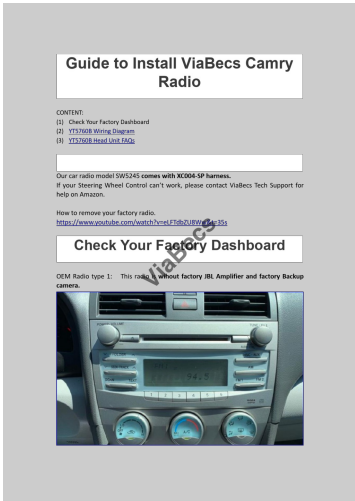 Guide to Install ViaBecs Camry
Radio
CONTENT:
(1) Check Your Factory Dashboard
(2) YT5760B Wiring Diagram
(3) YT5760B Head Unit FAQs
Our car radio model SW5245 comes with XC004-SP harness.
If your Steering Wheel Control can't work, please contact ViaBecs Tech Support for
help on Amazon.
How to remove your factory radio.
Check Your Factory Dashboard
OEM Radio type 1: This radio is without factory JBL Amplifier and factory Backup
camera.
ViaBecs